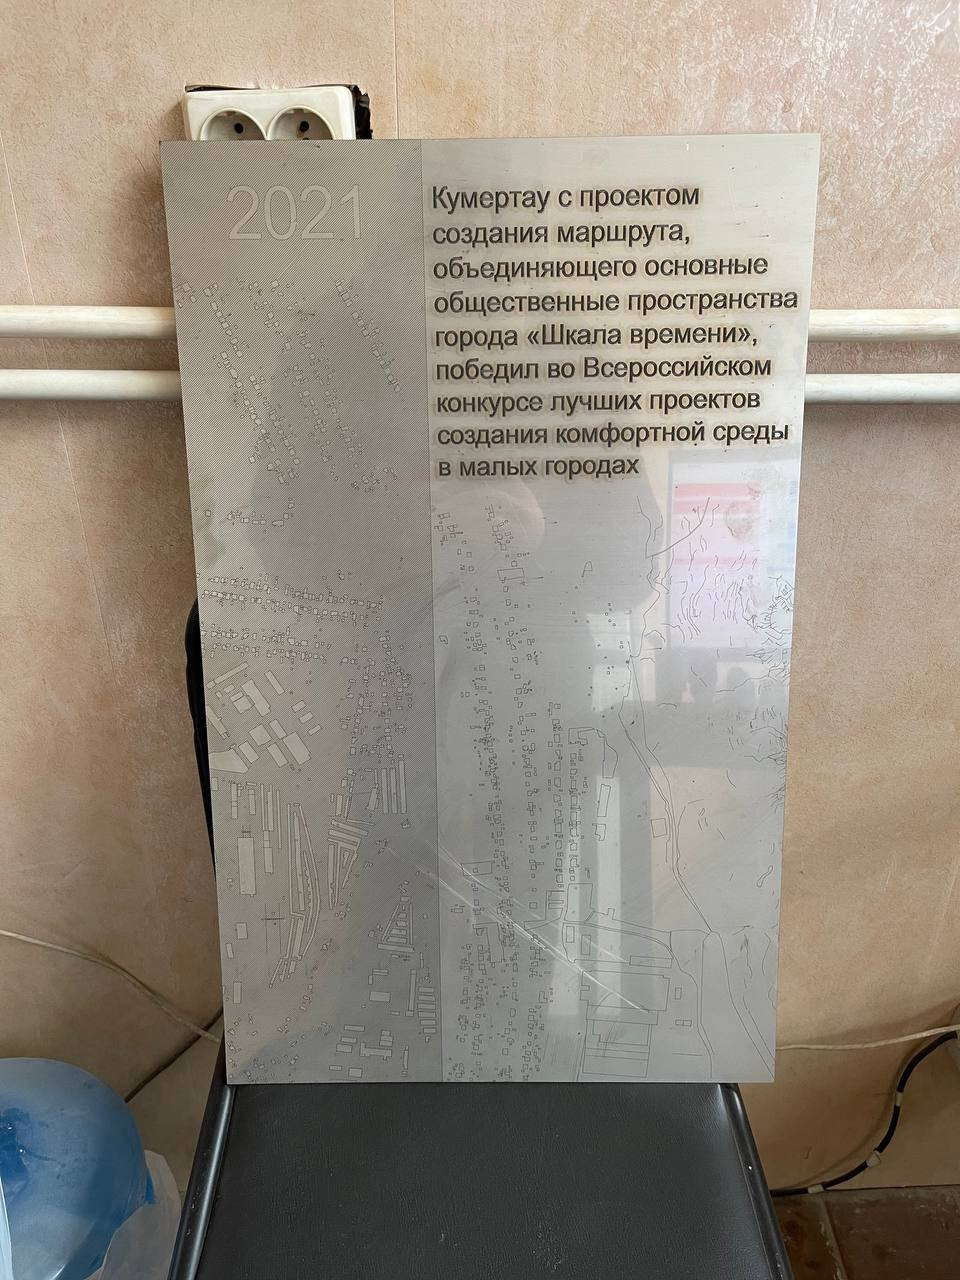 2021
Кумертау с проектом
создания маршрута,
объединяющего основные
общественные пространства
города «Шкала времени»,
победил во Всероссийском
конкурсе лучших проектов
создания комфортной среды
в малых городах